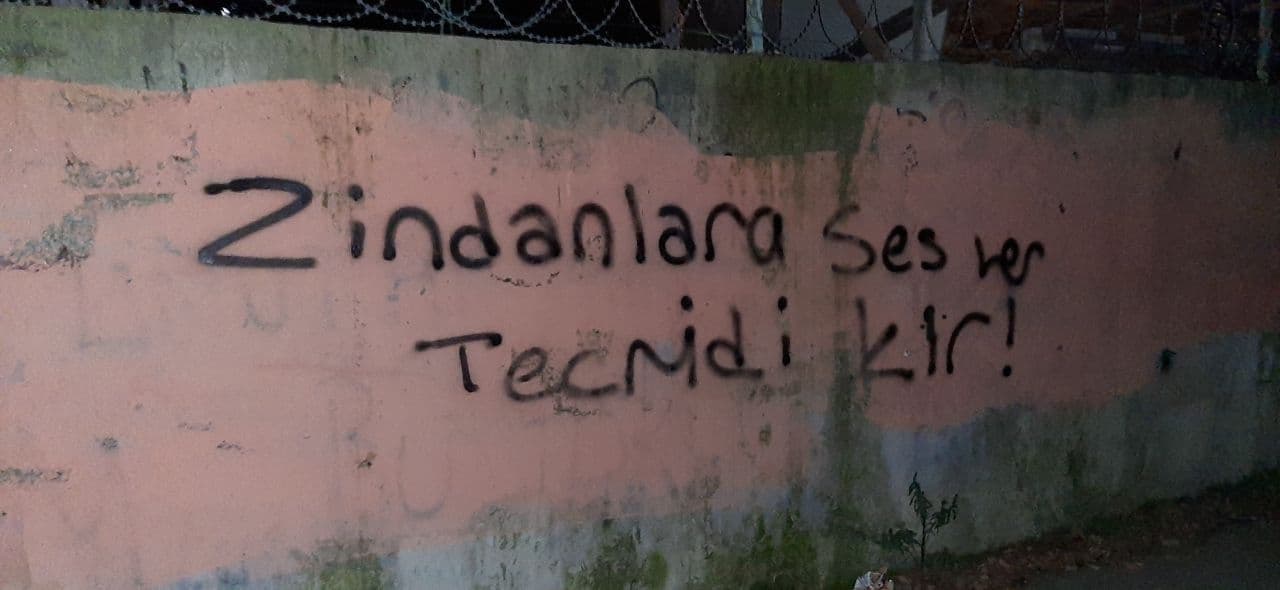 Zindanlara ses ver
Tecridi kır!